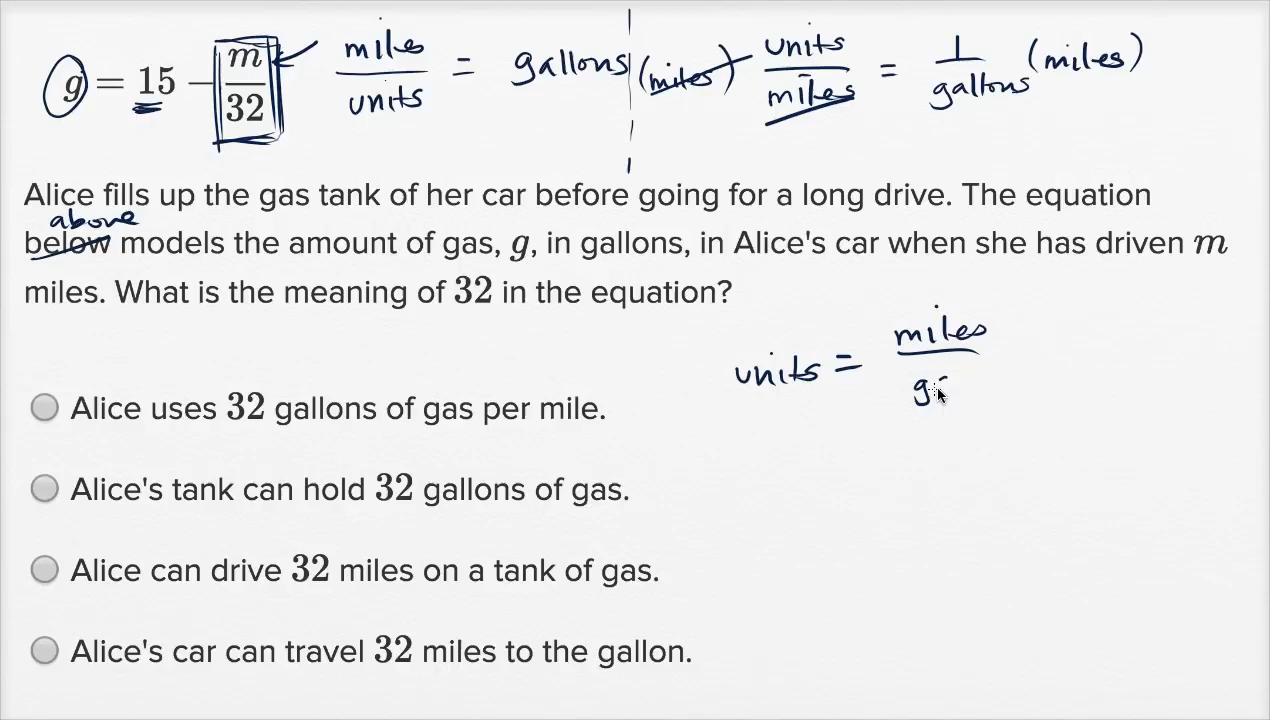 g = 15 - m/32 miles/units = gallons (miles) units/miles = 1/gallons (miles)
Alice fills up the gas tank of her car before going for a long drive. The equation
above
below models the amount of gas, g, in gallons, in Alice's car when she has driven m
miles. What is the meaning of 32 in the equation?
units = miles/ga
Alice uses 32 gallons of gas per mile.
Alice's tank can hold 32 gallons of gas.
Alice can drive 32 miles on a tank of gas.
Alice's car can travel 32 miles to the gallon.